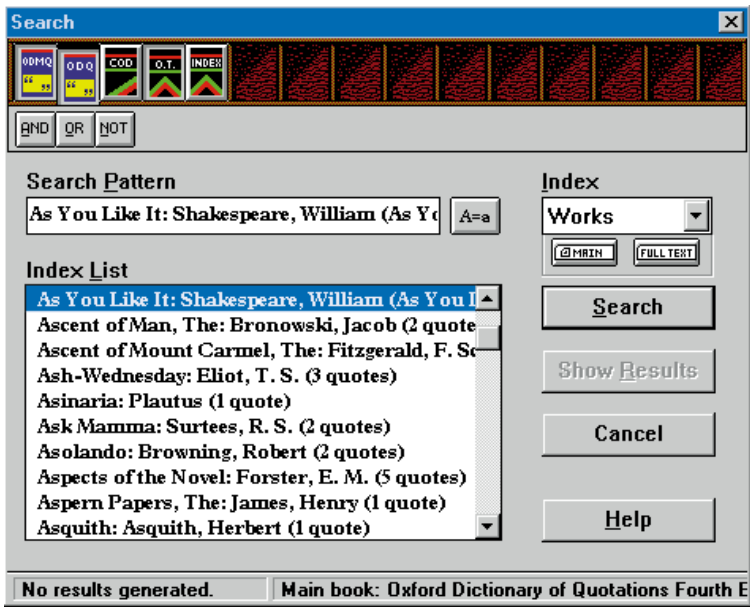 Search
ODMQ ODQ COD O.T. INDEX
AND OR NOT
Search Pattern
As You Like It: Shakespeare, William (As Yo
A=a
Index
Works
MAIN FULL TEXT
Index List
As You Like It: Shakespeare, William (As You I
Ascent of Man, The: Bronowski, Jacob (2 quote
Ascent of Mount Carmel, The: Fitzgerald, F. Sc
Ash-Wednesday: Eliot, T. S. (3 quotes)
Asinaria: Plautus (1 quote)
Ask Mamma: Surtees, R. S. (2 quotes)
Asolando: Browning, Robert (2 quotes)
Aspects of the Novel: Forster, E. M. (5 quotes)
Aspern Papers, The: James, Henry (1 quote)
Asquith: Asquith, Herbert (1 quote)
Search
Show Results
Cancel
Help
No results generated.
Main book: Oxford Dictionary of Quotations Fourth E